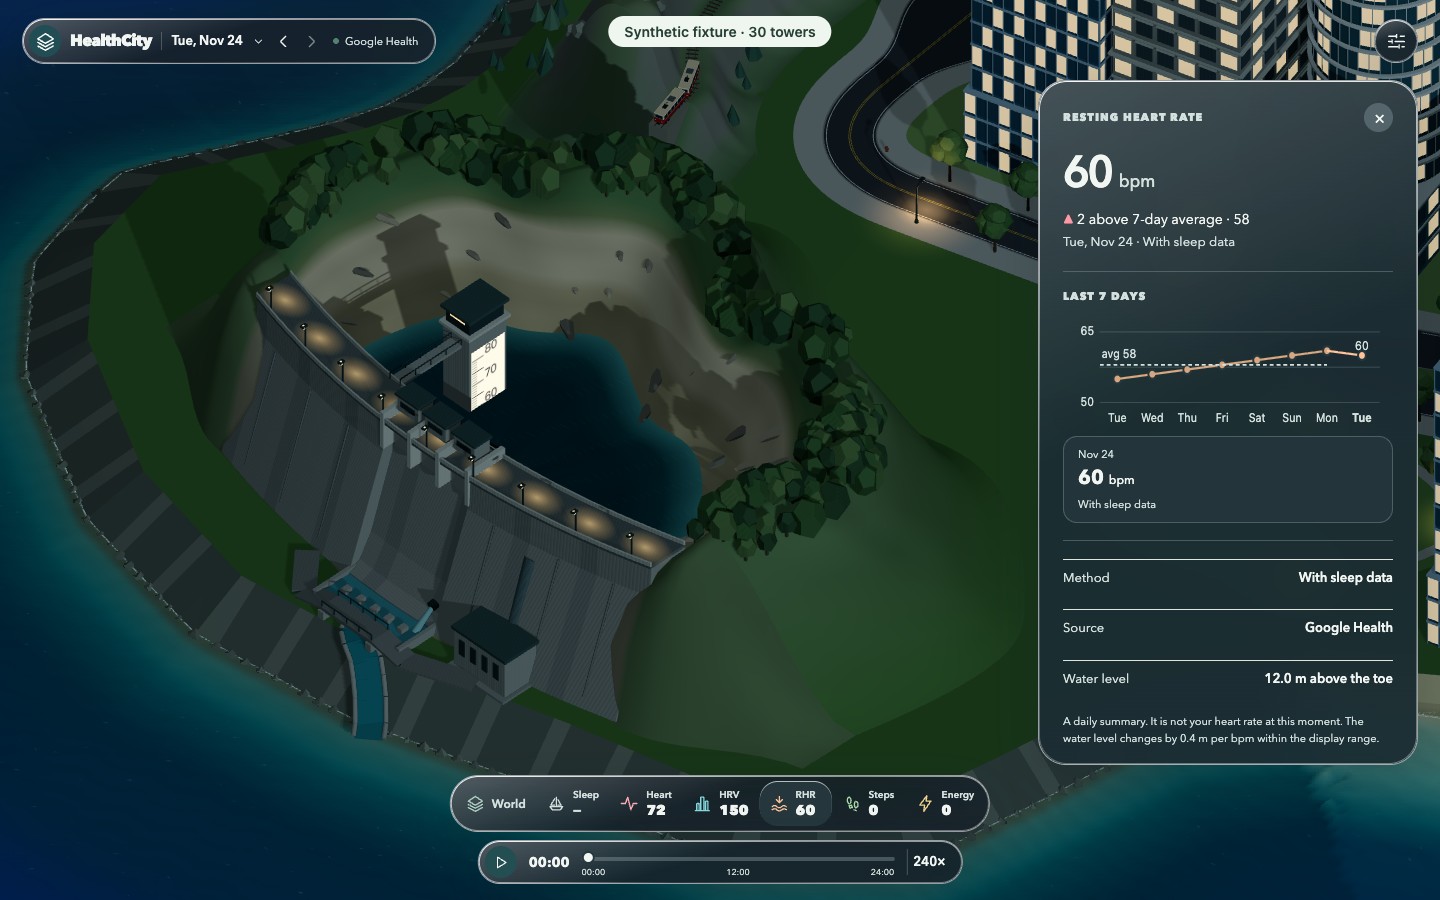 HealthCity
Tue, Nov 24
Google Health
Synthetic fixture · 30 towers
RESTING HEART RATE
60 bpm
2 above 7-day average · 58
Tue, Nov 24 · With sleep data
LAST 7 DAYS
65
avg 58
60
50
Tue Wed Thu Fri Sat Sun Mon Tue
Nov 24
60 bpm
With sleep data
Method With sleep data
Source Google Health
Water level 12.0 m above the toe
A daily summary. It is not your heart rate at this moment. The
water level changes by 0.4 m per bpm within the display range.
80
70
60
World
Sleep
–
Heart
72
HRV
150
RHR
60
Steps
0
Energy
0
00:00
00:00 12:00 24:00
240×